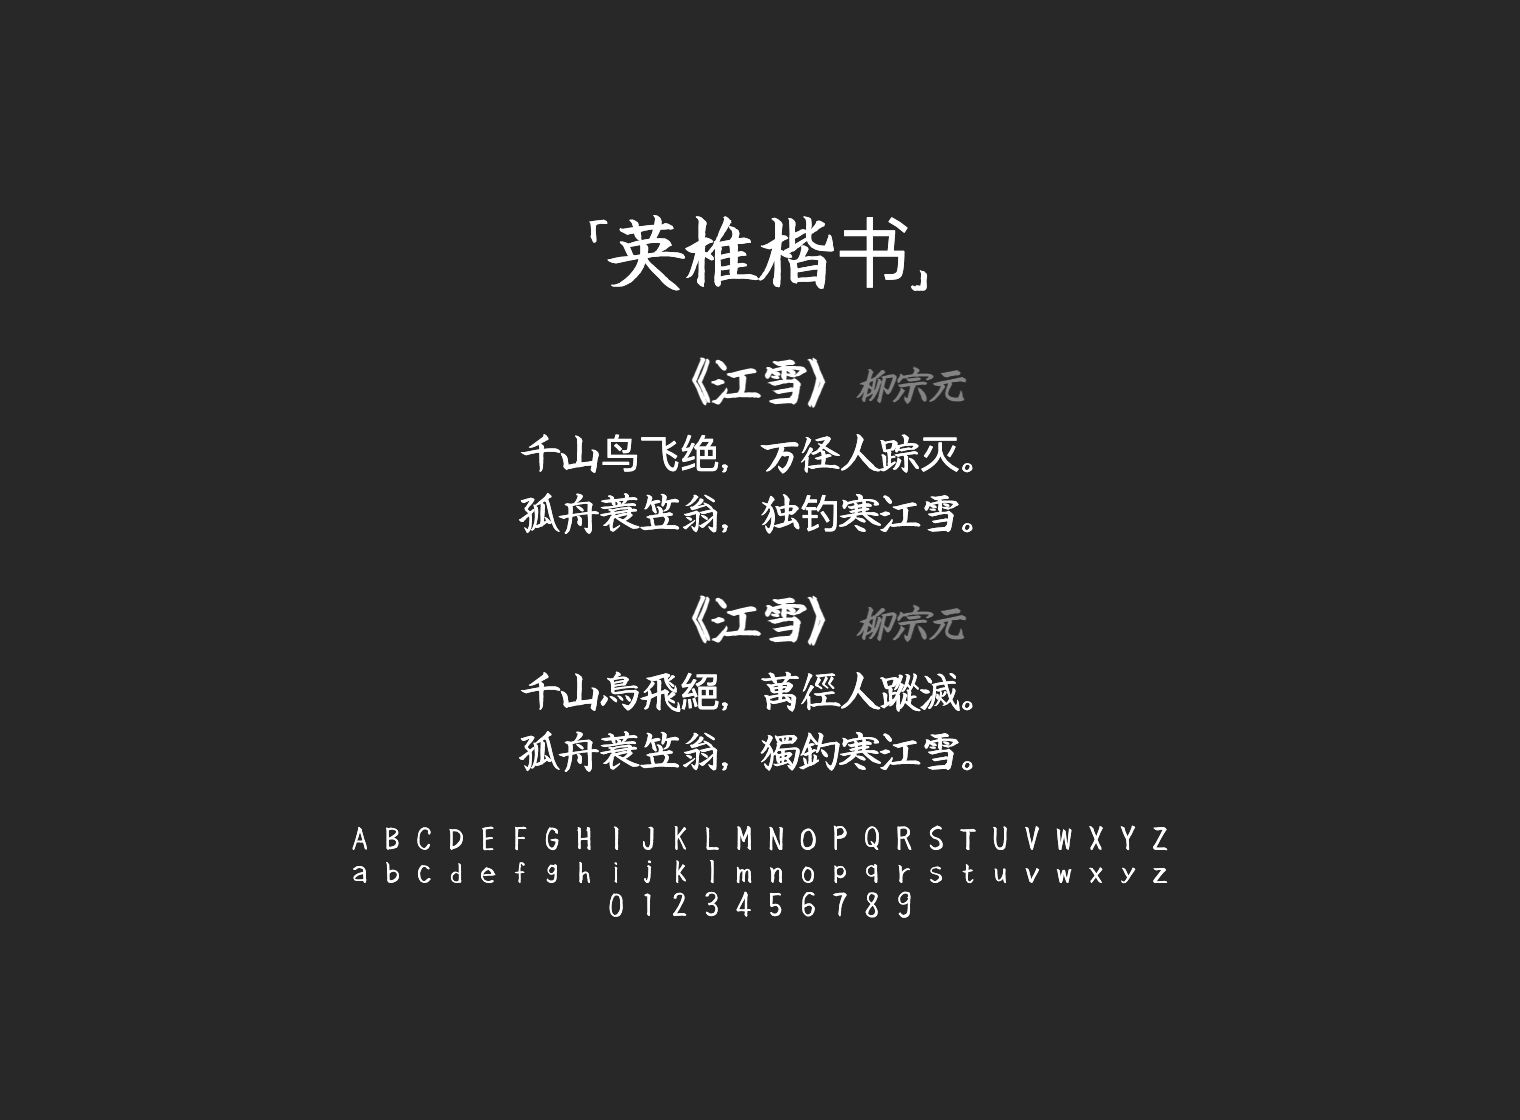 「英椎楷书」
《江雪》 柳宗元
千山鸟飞绝，万径人踪灭。
孤舟蓑笠翁，独钓寒江雪。
《江雪》 柳宗元
千山鳥飛絕，萬徑人蹤滅。
孤舟蓑笠翁，獨釣寒江雪。
A B C D E F G H I J K L M N O P Q R S T U V W X Y Z
a b c d e f g h i j k l m n o p q r s t u v w x y z
0 1 2 3 4 5 6 7 8 9